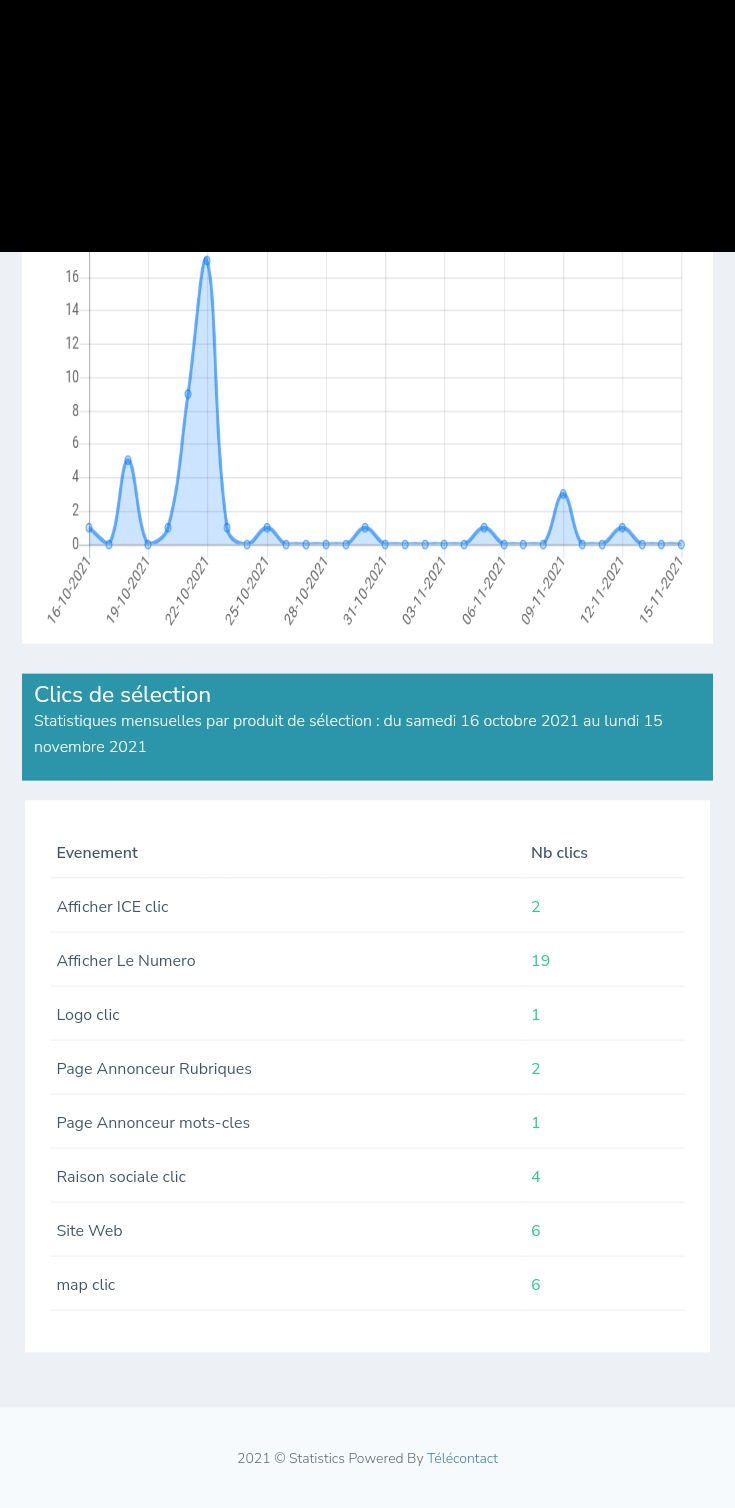 16
14
12
10
8
6
4
2
0
16-10-2021 19-10-2021 22-10-2021 25-10-2021 28-10-2021 31-10-2021 03-11-2021 06-11-2021 09-11-2021 12-11-2021 15-11-2021
Clics de sélection
Statistiques mensuelles par produit de sélection : du samedi 16 octobre 2021 au lundi 15
novembre 2021
Evenement Nb clics
Afficher ICE clic 2
Afficher Le Numero 19
Logo clic 1
Page Annonceur Rubriques 2
Page Annonceur mots-cles 1
Raison sociale clic 4
Site Web 6
map clic 6
2021 © Statistics Powered By Télécontact